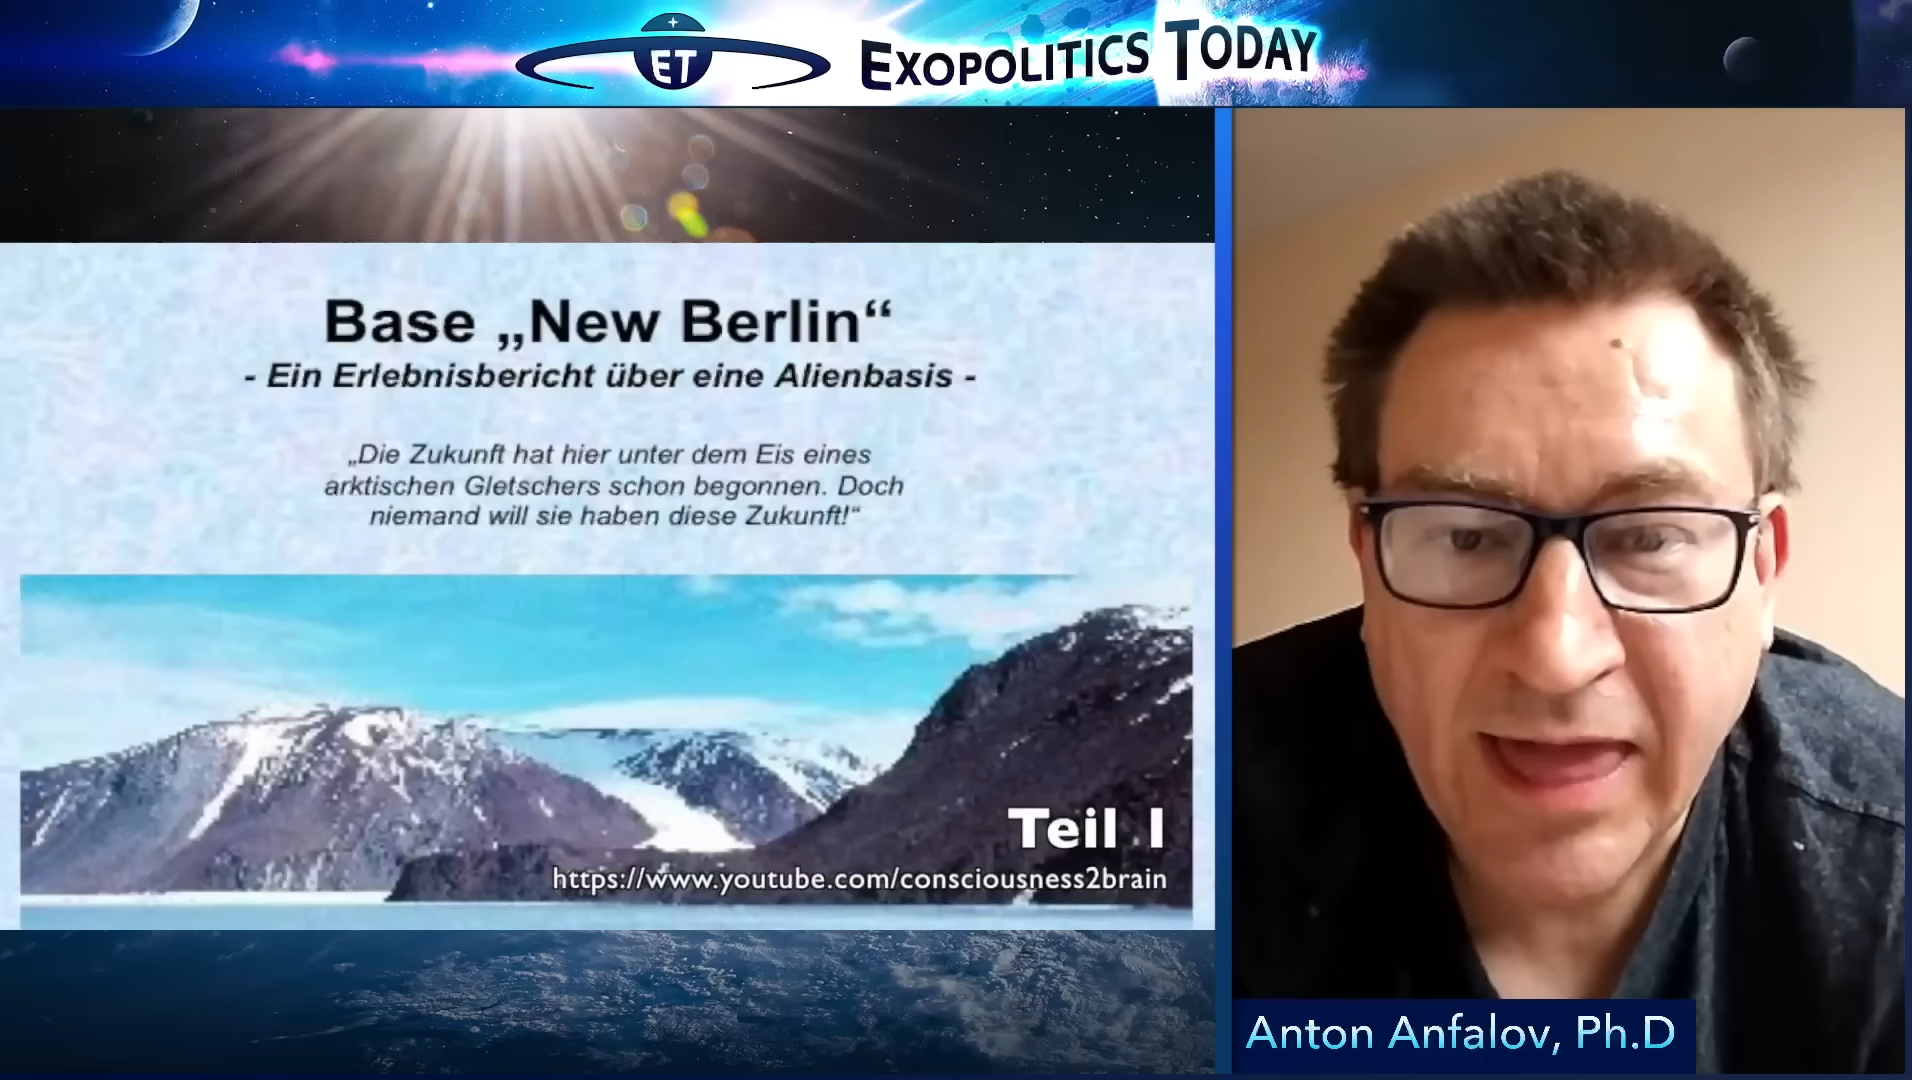 ET EXOPOLITICS TODAY
Base „New Berlin“
- Ein Erlebnisbericht über eine Alienbasis -
„Die Zukunft hat hier unter dem Eis eines
arktischen Gletschers schon begonnen. Doch
niemand will sie haben diese Zukunft!“
Teil I
https://www.youtube.com/consciousness2brain
Anton Anfalov, Ph.D